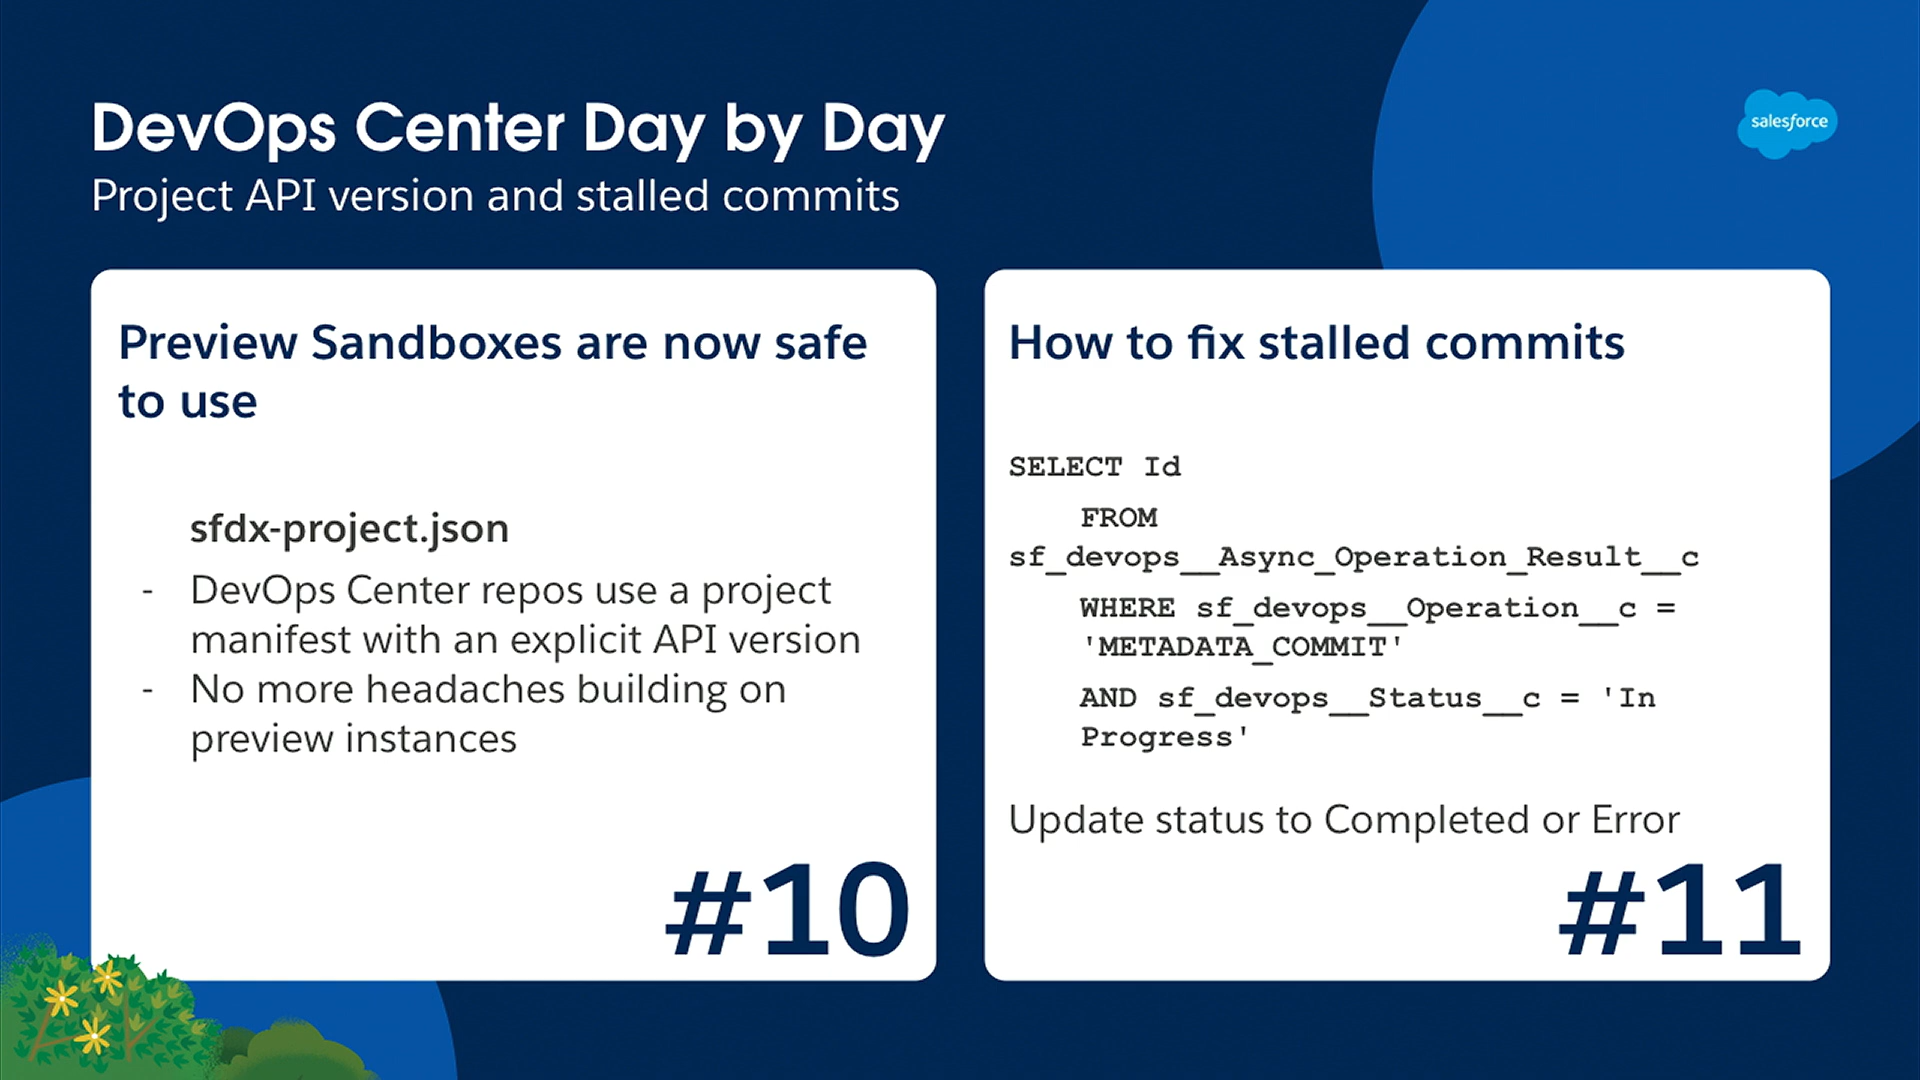 DevOps Center Day by Day
Project API version and stalled commits
salesforce
Preview Sandboxes are now safe
to use
sfdx-project.json
- DevOps Center repos use a project
manifest with an explicit API version
- No more headaches building on
preview instances
#10
How to fix stalled commits
SELECT Id
FROM
sf_devops__Async_Operation_Result__c
WHERE sf_devops__Operation__c =
'METADATA_COMMIT'
AND sf_devops__Status__c = 'In
Progress'
Update status to Completed or Error
#11